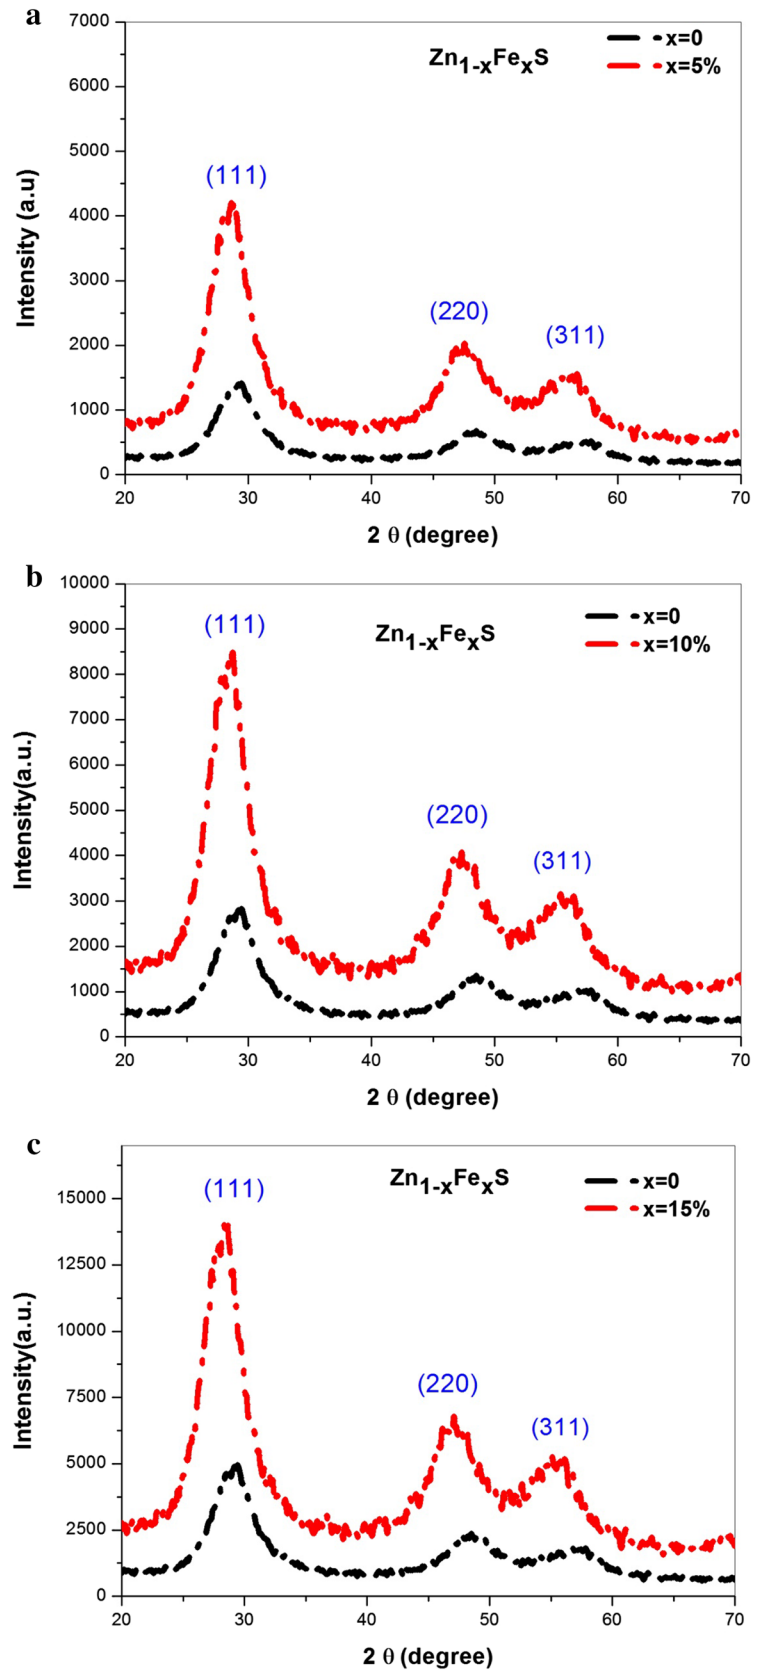 a
Zn1-xFexS
x=0
x=5%
(111)
(220)
(311)
Intensity (a.u)
7000
6000
5000
4000
3000
2000
1000
0
20 30 40 50 60 70
2 θ (degree)
b
Zn1-xFexS
x=0
x=10%
(111)
(220)
(311)
Intensity(a.u.)
10000
9000
8000
7000
6000
5000
4000
3000
2000
1000
0
20 30 40 50 60 70
2 θ (degree)
c
Zn1-xFexS
x=0
x=15%
(111)
(220)
(311)
Intensity(a.u.)
15000
12500
10000
7500
5000
2500
0
20 30 40 50 60 70
2 θ (degree)